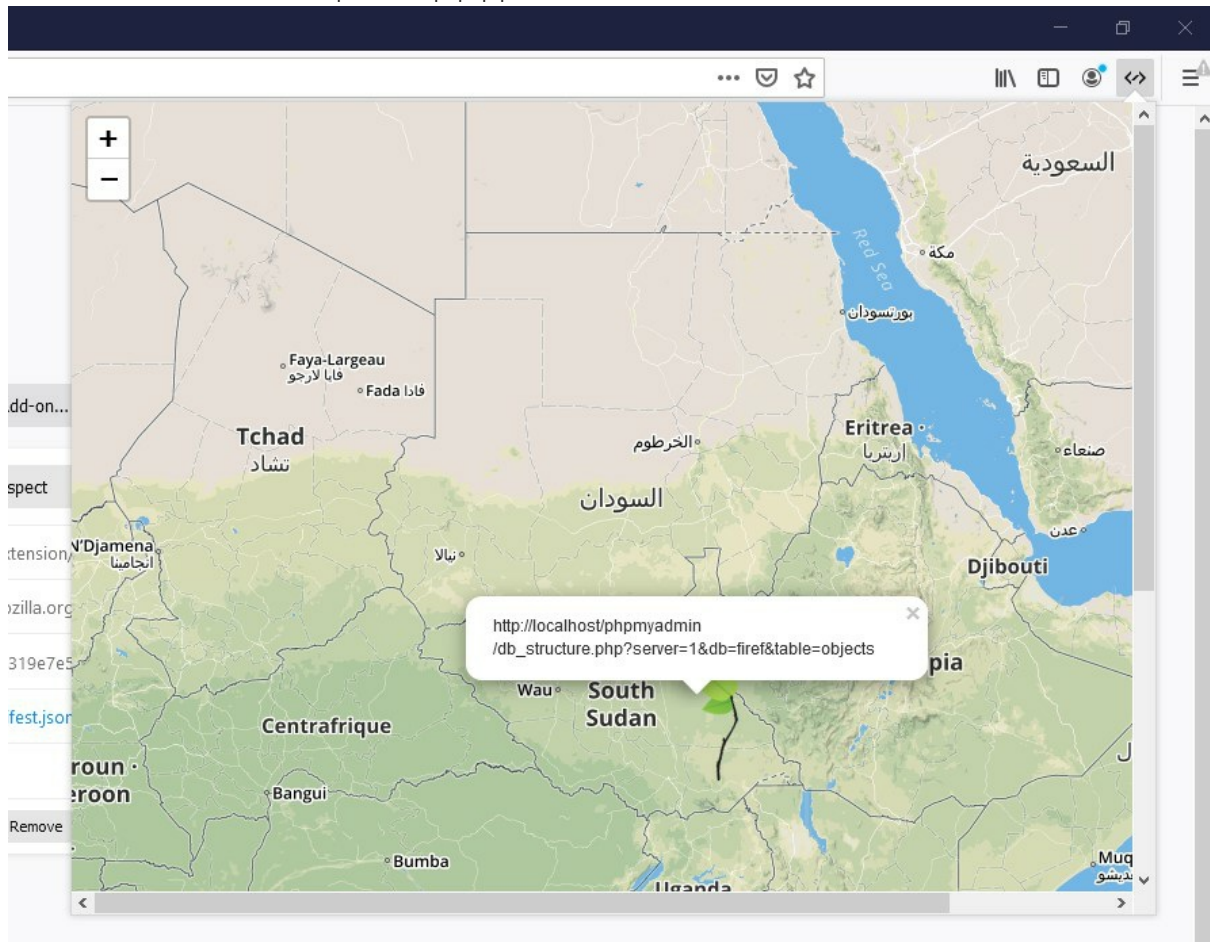 +
السعودية
−
Red Sea
مكة
بورتسودان
Faya-Largeau
فايا لارجو
Fada فادا
dd-on...
Tchad
تشاد
الخرطوم
Eritrea
إريتريا
صنعاء
spect
السودان
عدن
N'Djamena
انجامينا
نيالا
Djibouti
xtension/
ozilla.org
http://localhost/phpmyadmin
/db_structure.php?server=1&db=firef&table=objects
×
319e7e5
pia
Wau
South
Sudan
fest.json
Centrafrique
roun
eroon
Bangui
Remove
Bumba
Muq
Uganda